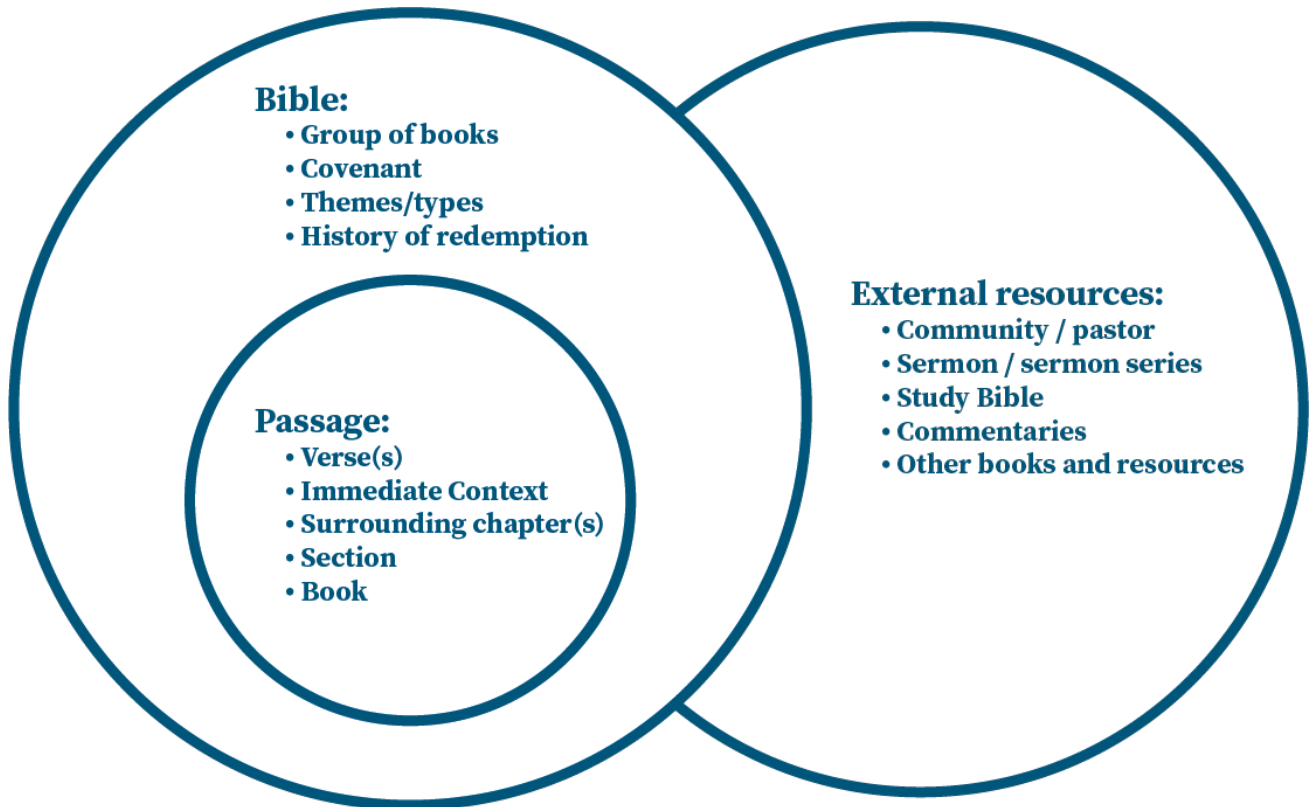 Bible:
• Group of books
• Covenant
• Themes/types
• History of redemption
Passage:
• Verse(s)
• Immediate Context
• Surrounding chapter(s)
• Section
• Book
External resources:
• Community / pastor
• Sermon / sermon series
• Study Bible
• Commentaries
• Other books and resources